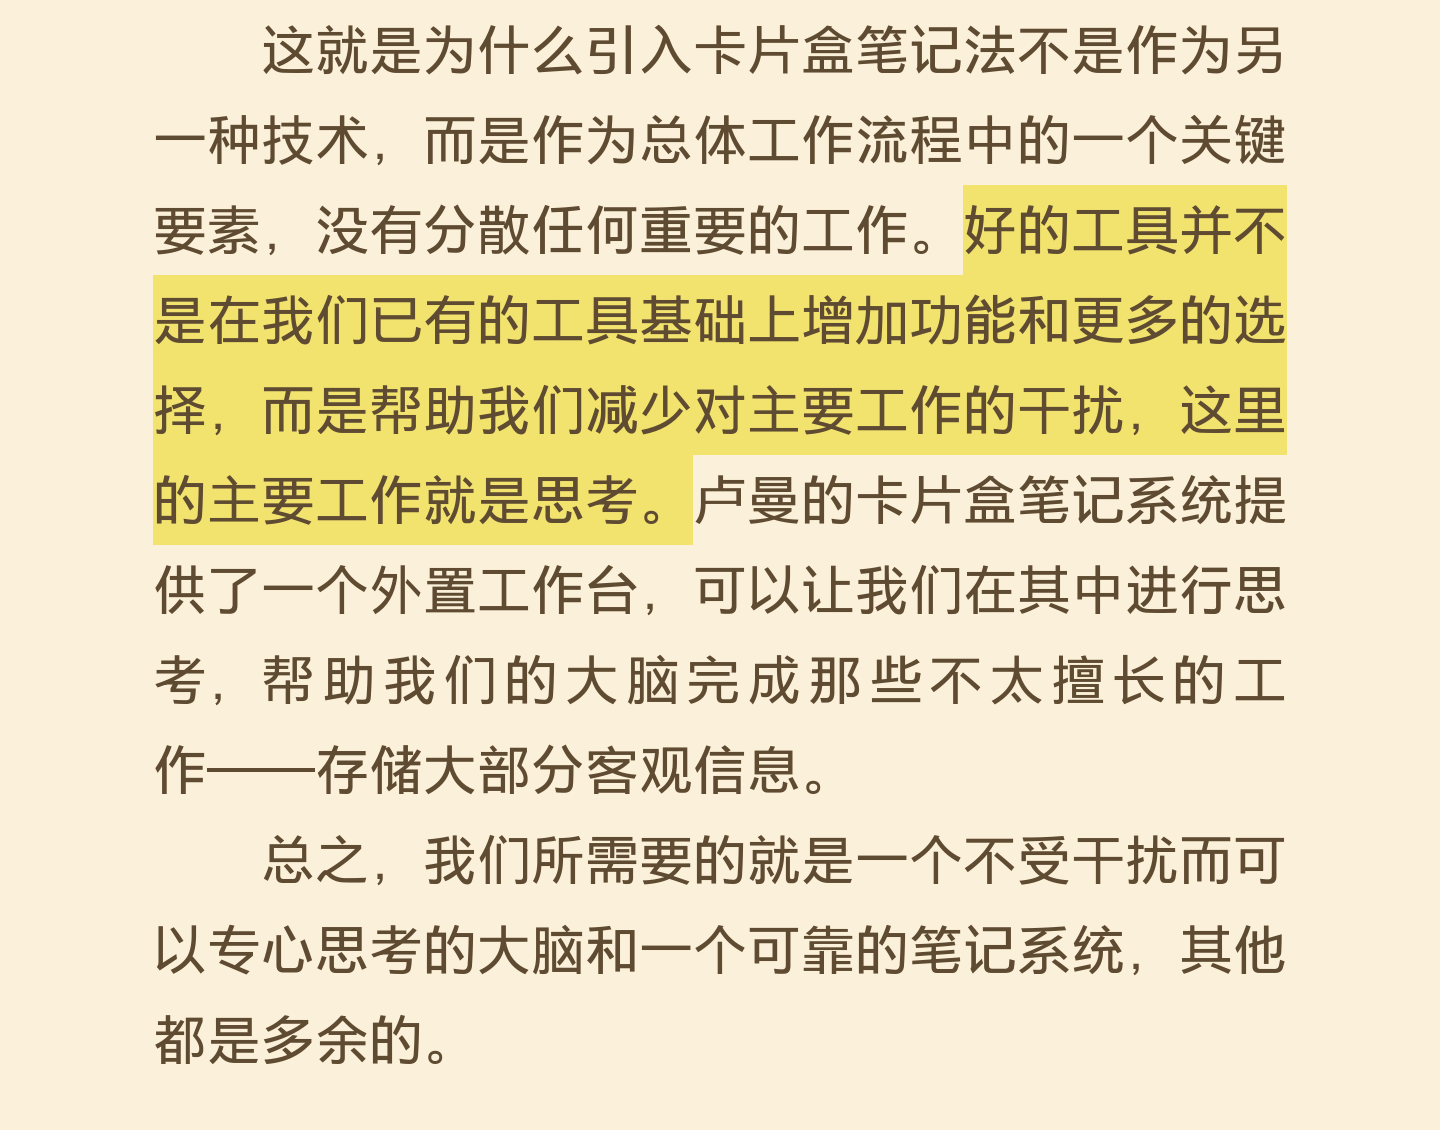 这就是为什么引入卡片盒笔记法不是作为另
一种技术，而是作为总体工作流程中的一个关键
要素，没有分散任何重要的工作。好的工具并不
是在我们已有的工具基础上增加功能和更多的选
择，而是帮助我们减少对主要工作的干扰，这里
的主要工作就是思考。卢曼的卡片盒笔记系统提
供了一个外置工作台，可以让我们在其中进行思
考，帮助我们的大脑完成那些不太擅长的工
作——存储大部分客观信息。
总之，我们所需要的就是一个不受干扰而可
以专心思考的大脑和一个可靠的笔记系统，其他
都是多余的。